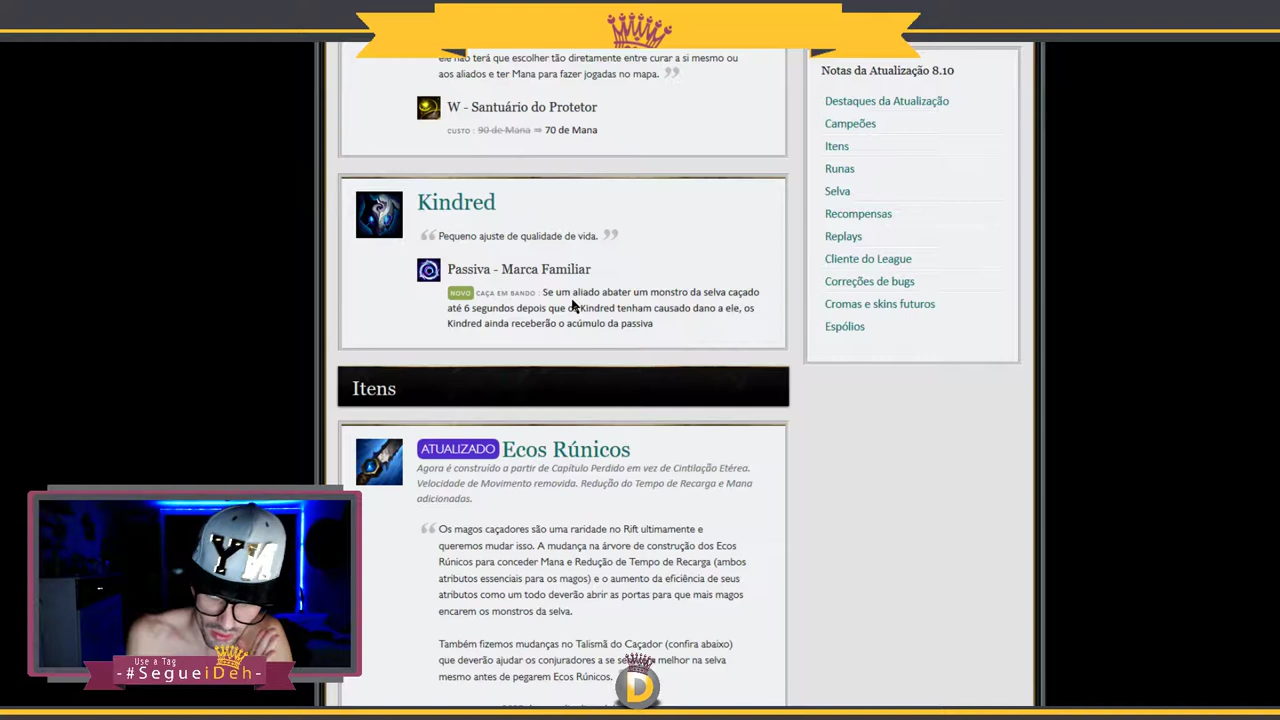 ele não terá que escolher tão diretamente entre curar a si mesmo ou
aos aliados e ter Mana para fazer jogadas no mapa.
W - Santuário do Protetor
CUSTO : 90 de Mana ⇒ 70 de Mana
Kindred
Pequeno ajuste de qualidade de vida.
Passiva - Marca Familiar
NOVO CAÇA EM BANDO : Se um aliado abater um monstro da selva caçado
até 6 segundos depois que os Kindred tenham causado dano a ele, os
Kindred ainda receberão o acúmulo da passiva
Itens
ATUALIZADO Ecos Rúnicos
Agora é construído a partir de Capítulo Perdido em vez de Cintilação Etérea.
Velocidade de Movimento removida. Redução do Tempo de Recarga e Mana
adicionadas.
Os magos caçadores são uma raridade no Rift ultimamente e
queremos mudar isso. A mudança na árvore de construção dos Ecos
Rúnicos para conceder Mana e Redução de Tempo de Recarga (ambos
atributos essenciais para os magos) e o aumento da eficiência de seus
atributos como um todo deverão abrir as portas para que mais magos
encarem os monstros da selva.
Também fizemos mudanças no Talismã do Caçador (confira abaixo)
que deverão ajudar os conjuradores a se melhor na selva
mesmo antes de pegarem Ecos Rúnicos.
Notas da Atualização 8.10
Destaques da Atualização
Campeões
Itens
Runas
Selva
Recompensas
Replays
Cliente do League
Correções de bugs
Cromas e skins futuros
Espólios
YN
Use a Tag
-#SegueiDeh-
D